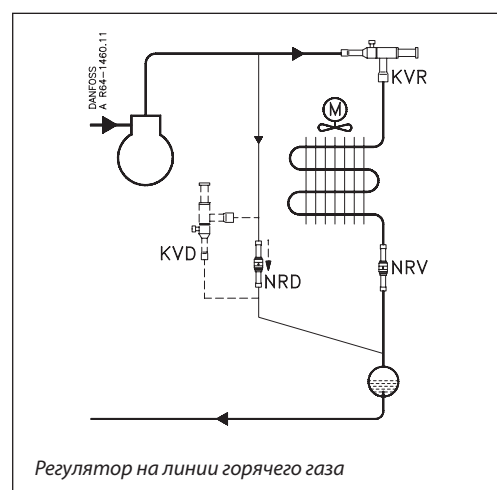 DANFOSS
A R64-1460.11
KVR
M
KVD
NRD
NRV
Регулятор на линии горячего газа